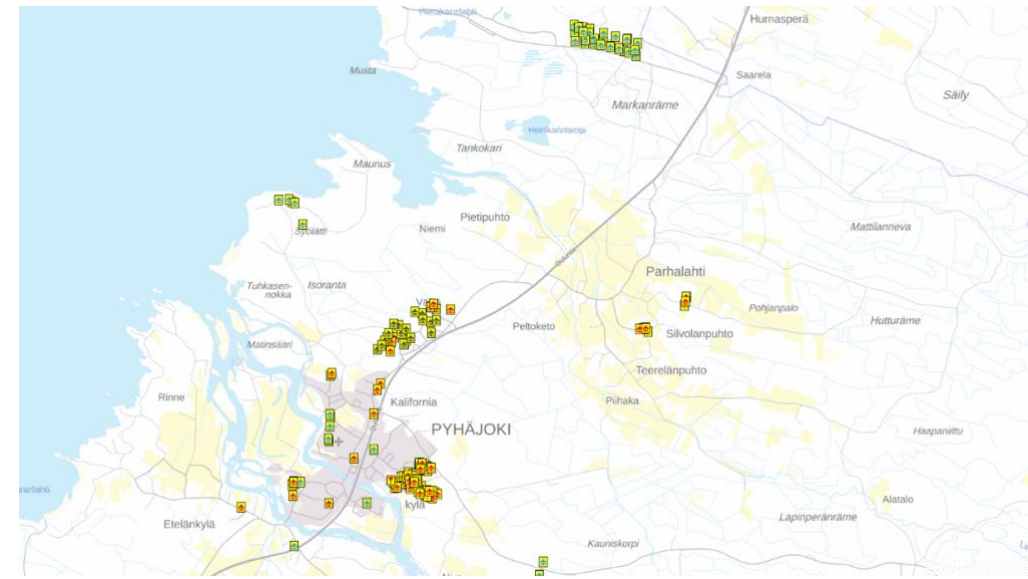 Hurnasperä
Musta
Saarela
Säily
Markanräme
Tankokari
Maunus
Pietipuhto
Mattilanneva
Niemi
Syölätti
Ouluntie
Parhalahti
Tuhkasen-
nokka
Isoranta
Pohjanpalo
Hutturäme
Peltoketo
Silvolanpuhto
Matinsaari
Teerelänpuhto
Rinne
Kalifornia
Piihaka
PYHÄJOKI
Haapaniittu
kylä
Alatalo
Lapinperänräme
Etelänkylä
Kauniskorpi